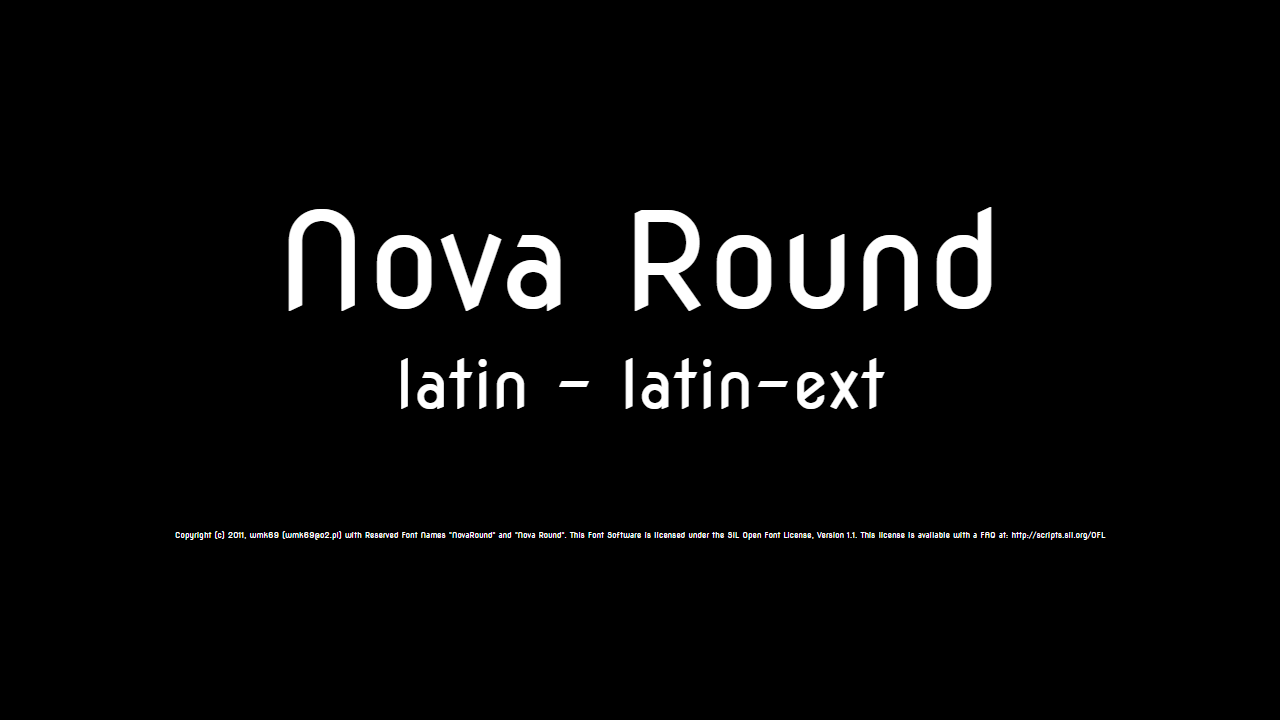 Nova Round
latin - latin-ext
Copyright (c) 2011, wmk69 (wmk69@o2.pl) with Reserved Font Names "NovaRound" and "Nova Round". This Font Software is licensed under the SIL Open Font License, Version 1.1. This license is available with a FAQ at: http://scripts.sil.org/OFL